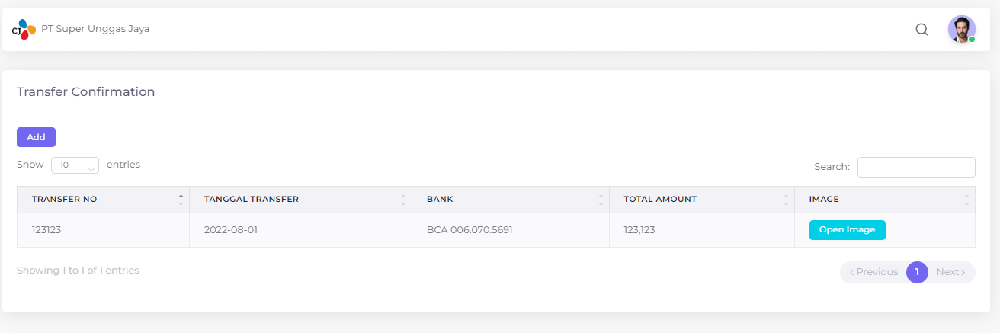 CJ PT Super Unggas Jaya
Transfer Confirmation
Add
Show 10 entries Search:
TRANSFER NO TANGGAL TRANSFER BANK TOTAL AMOUNT IMAGE
123123 2022-08-01 BCA 006.070.5691 123,123 Open Image
Showing 1 to 1 of 1 entries ‹ Previous 1 Next ›